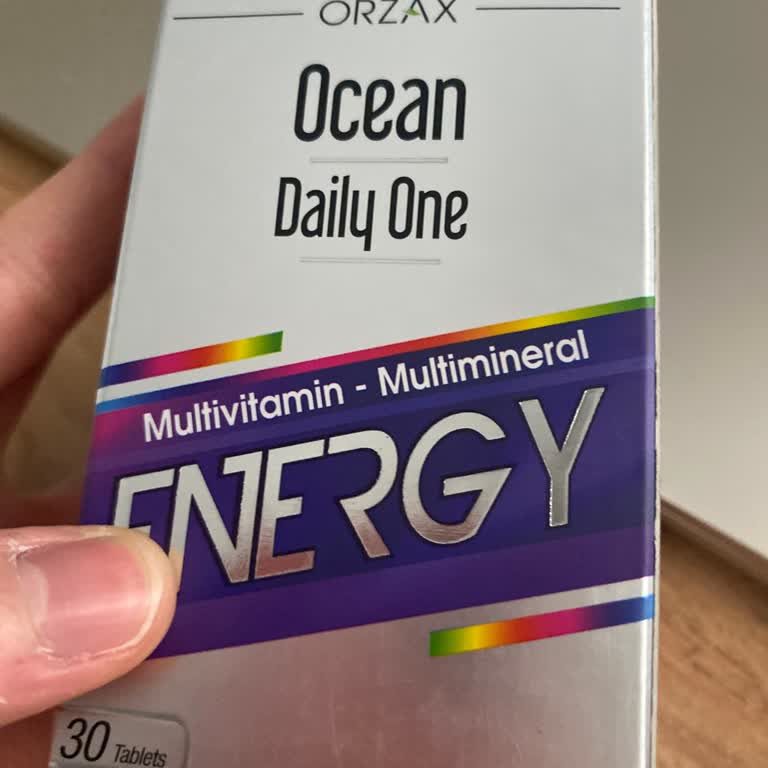 ORZAX
Ocean
Daily One
Multivitamin - Multimineral
ENERGY
30 Tablets